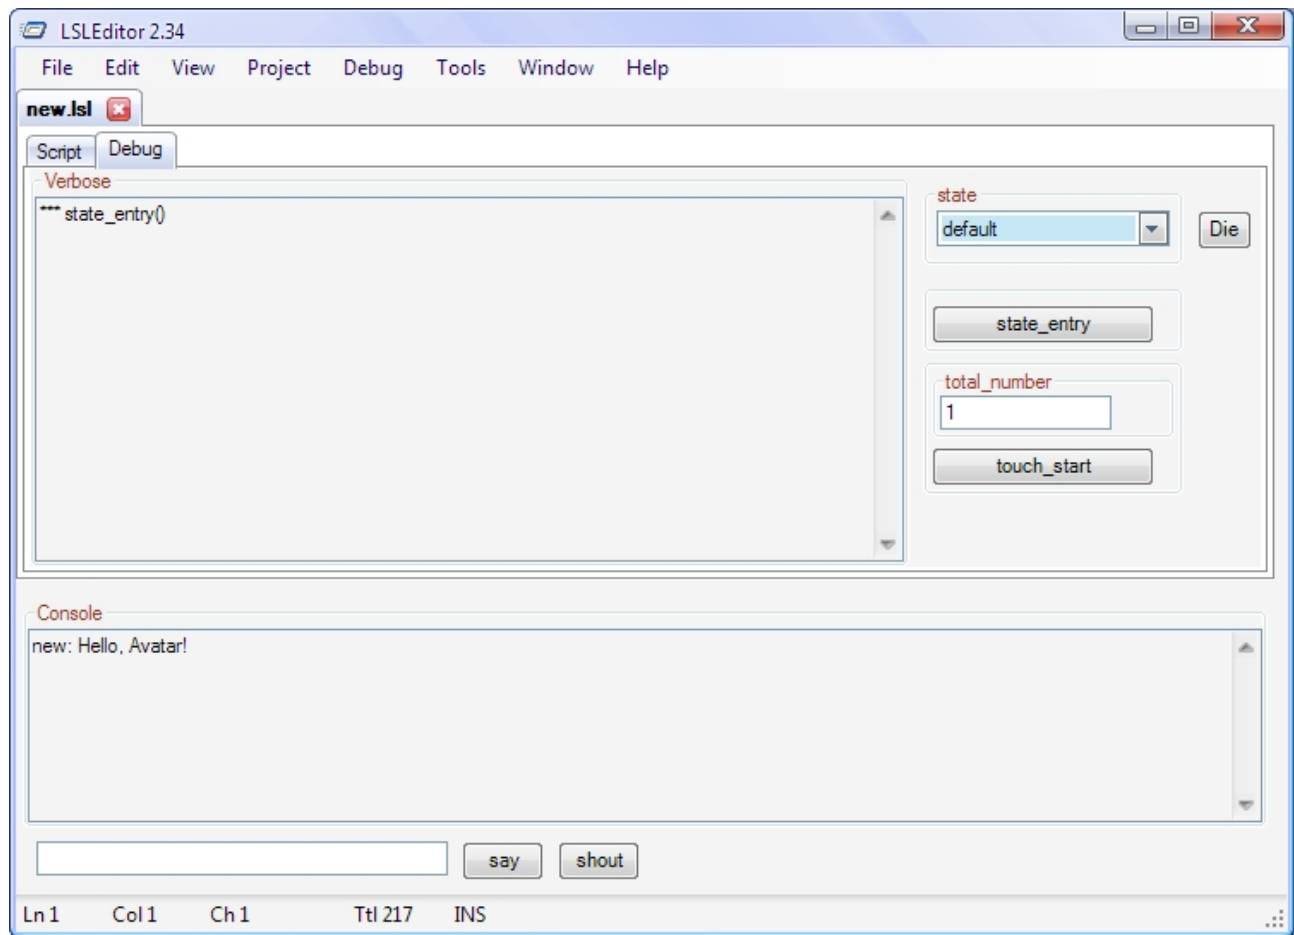 LSLEditor 2.34
File Edit View Project Debug Tools Window Help
new.lsl
Script Debug
Verbose
*** state_entry()
state
default
Die
state_entry
total_number
1
touch_start
Console
new: Hello, Avatar!
say shout
Ln 1 Col 1 Ch 1 Ttl 217 INS